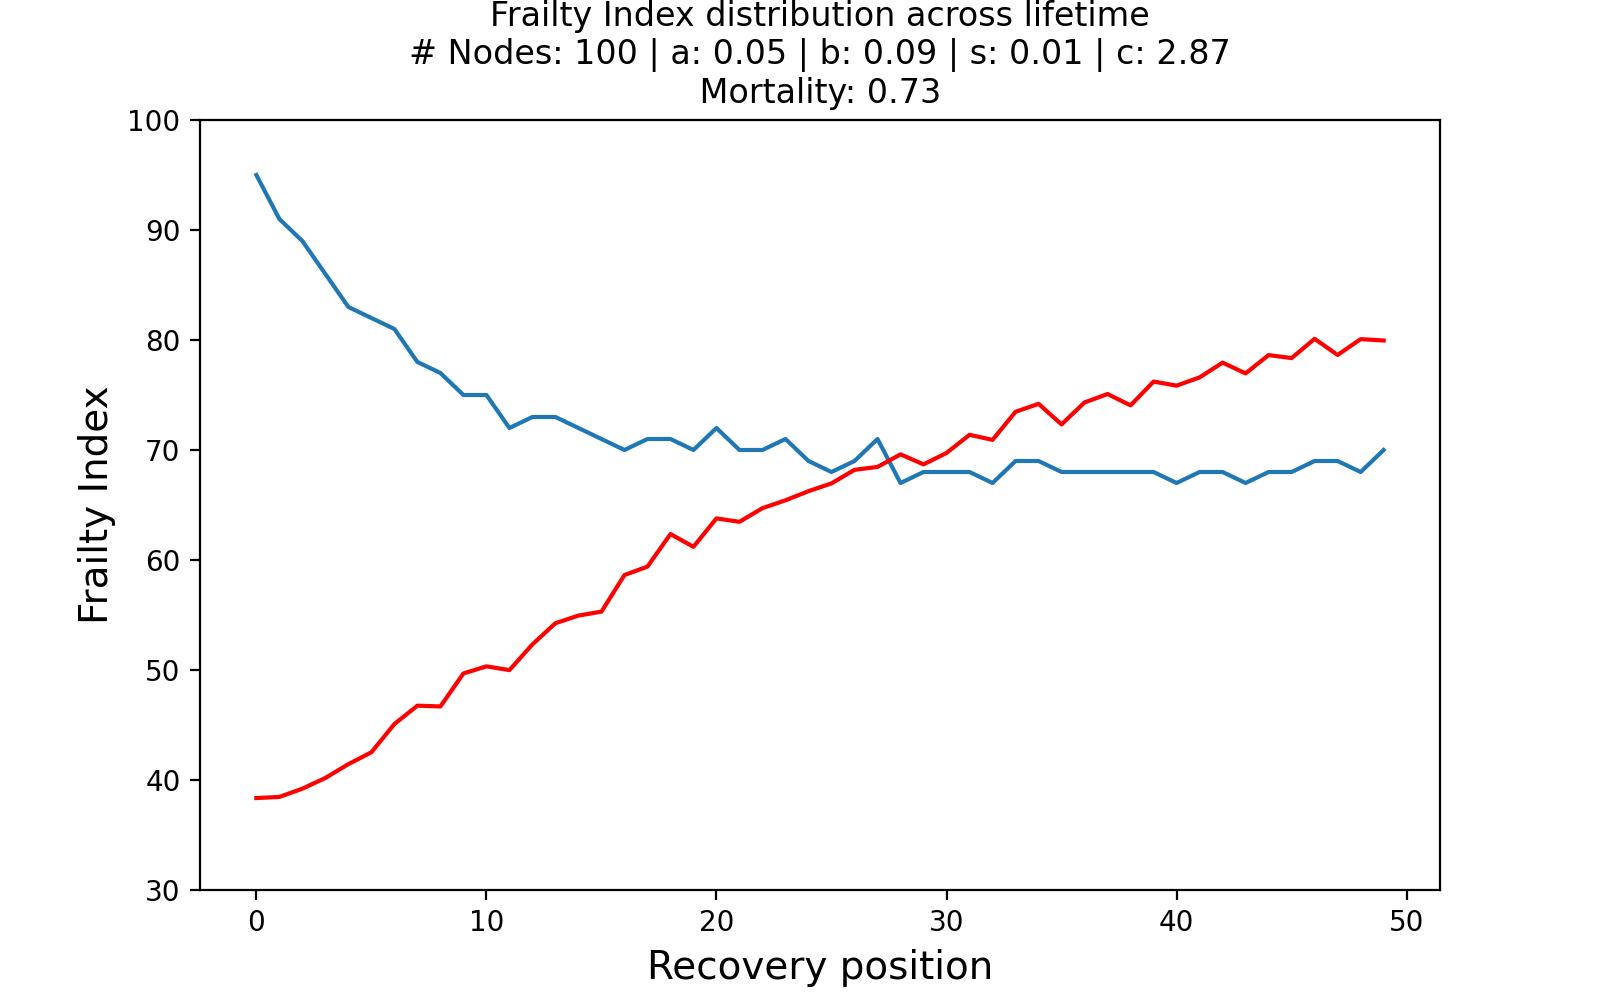 Frailty Index distribution across lifetime
# Nodes: 100 | a: 0.05 | b: 0.09 | s: 0.01 | c: 2.87
Mortality: 0.73
100
90
80
70
60
50
40
30
Frailty Index
0 10 20 30 40 50
Recovery position